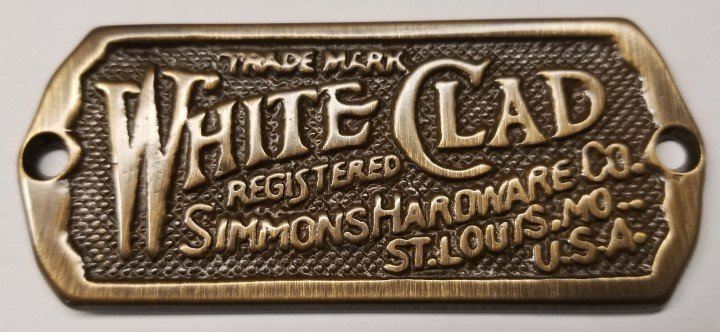 TRADE MARK
WHITE CLAD
REGISTERED
SIMMONS HARDWARE CO.
ST. LOUIS, MO..
U.S.A.